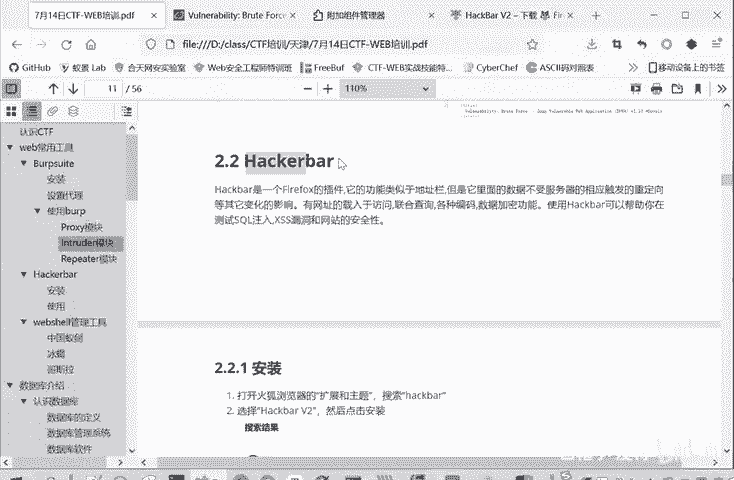 7月14日CTF-WEB培训.pdf
Vulnerability: Brute Force
附加组件管理器
HackBar V2 – 下载
file:///D:/class/CTF培训/天津/7月14日CTF-WEB培训.pdf
GitHub
蚁景 Lab
合天网安实验室
Web安全工程师特训班
FreeBuf
CTF-WEB实战技能特...
CyberChef
ASCII码对照表
移动设备上的书签
11 / 56
110%
认识CTF
web常用工具
Burpsuite
安装
设置代理
使用burp
Proxy模块
Intruder模块
Repeater模块
Hackerbar
安装
使用
webshell管理工具
中国蚁剑
冰蝎
哥斯拉
数据库介绍
认识数据库
数据库的定义
数据库管理系统
数据库软件
2.2 Hackerbar
Hackbar是一个Firefox的插件,它的功能类似于地址栏,但是它里面的数据不受服务器的相应触发的重定向
等其它变化的影响。有网址的载入于访问,联合查询,各种编码,数据加密功能。使用Hackbar可以帮助你在
测试SQL注入,XSS漏洞和网站的安全性。
2.2.1 安装
1. 打开火狐浏览器的“扩展和主题”，搜索“hackbar”
2. 选择“Hackbar V2”，然后点击安装
搜索结果